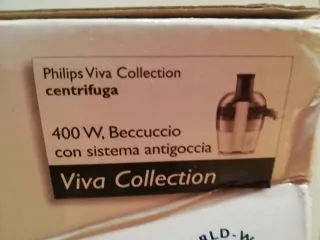 Philips Viva Collection
centrifuga
400 W, Beccuccio
con sistema antigoccia
Viva Collection